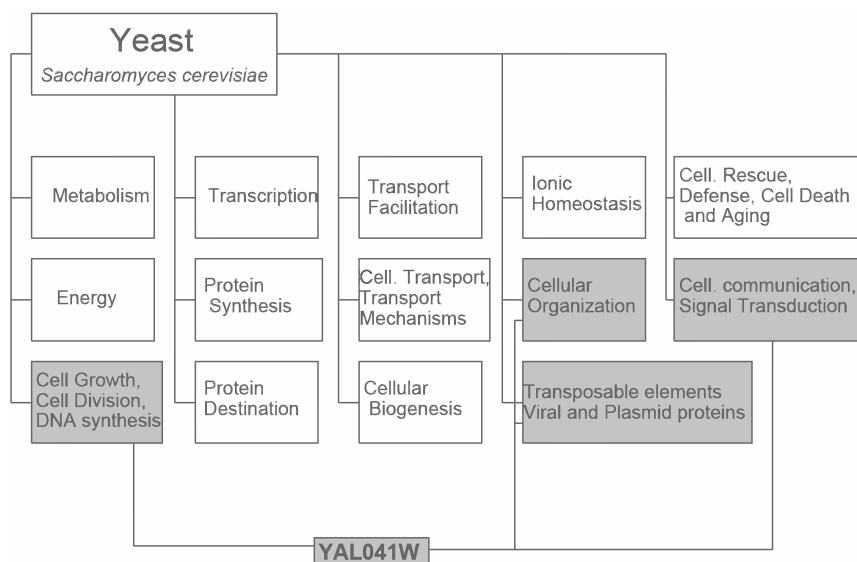 Yeast
Saccharomyces cerevisiae
Metabolism
Transcription
Transport
Facilitation
Ionic
Homeostasis
Cell. Rescue,
Defense, Cell Death
and Aging
Energy
Protein
Synthesis
Cell. Transport,
Transport
Mechanisms
Cellular
Organization
Cell. communication,
Signal Transduction
Cell Growth,
Cell Division,
DNA synthesis
Protein
Destination
Cellular
Biogenesis
Transposable elements
Viral and Plasmid proteins
YAL041W